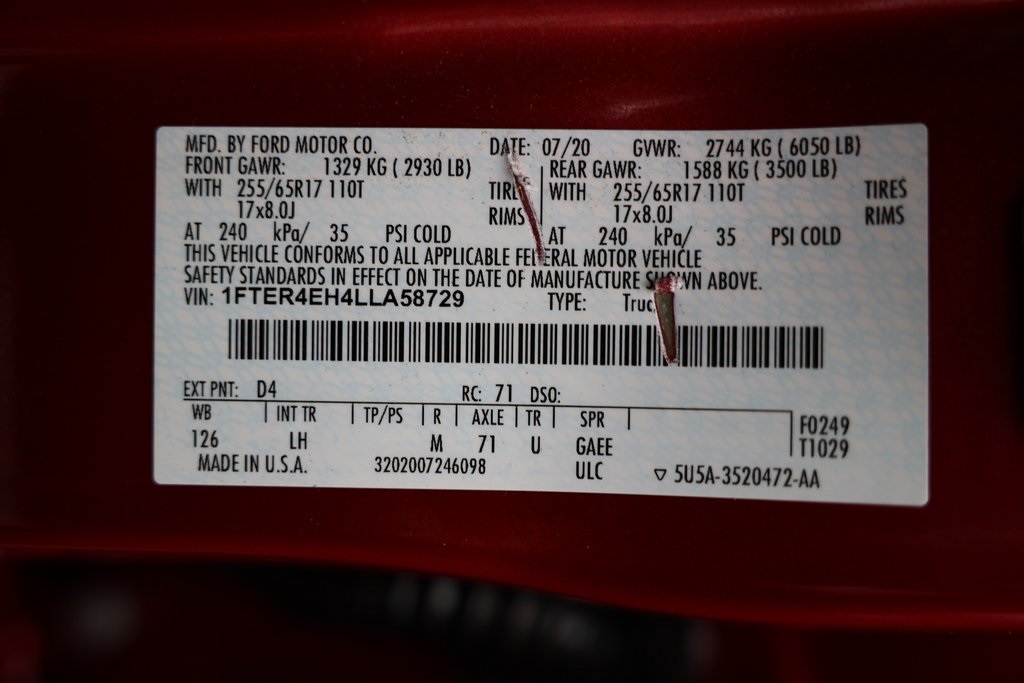 MFD. BY FORD MOTOR CO. DATE: 07/20 GVWR: 2744 KG ( 6050 LB)
FRONT GAWR: 1329 KG ( 2930 LB) REAR GAWR: 1588 KG ( 3500 LB)
WITH 255/65R17 110T TIRES WITH 255/65R17 110T TIRES
17x8.0J RIMS 17x8.0J RIMS
AT 240 kPa/ 35 PSI COLD AT 240 kPa/ 35 PSI COLD
THIS VEHICLE CONFORMS TO ALL APPLICABLE FEDERAL MOTOR VEHICLE
SAFETY STANDARDS IN EFFECT ON THE DATE OF MANUFACTURE SHOWN ABOVE.
VIN: 1FTER4EH4LLA58729 TYPE: Truck
EXT PNT: D4 RC: 71 DSO:
WB INT TR TP/PS R AXLE TR SPR F0249
126 LH M 71 U GAEE T1029
MADE IN U.S.A. 3202007246098 ULC ▽ 5U5A-3520472-AA